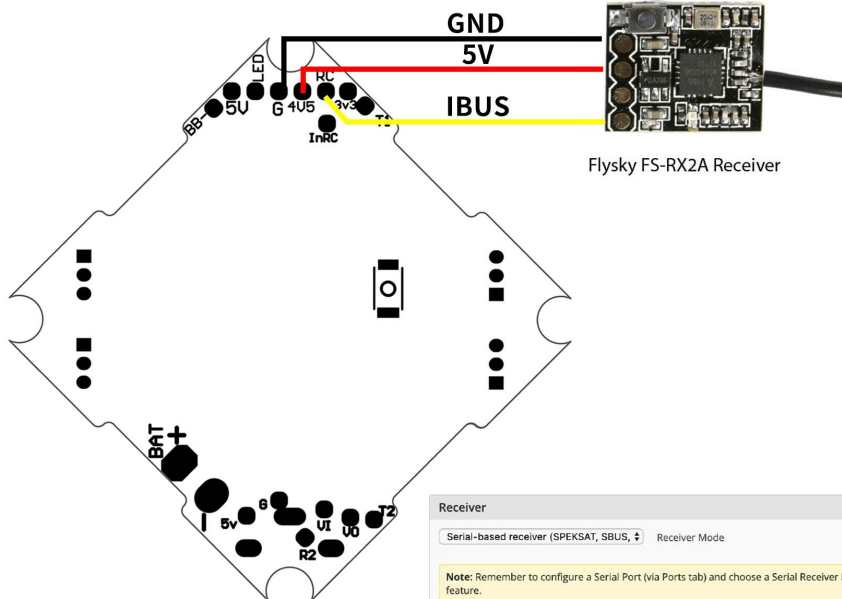 GND
5V
IBUS
LED
RC
BB-
5V
G
4V5
3v3
T1
InRC
Flysky FS-RX2A Receiver
BAT
+
-
5v
G
VI
VO
T2
R2
Receiver
Serial-based receiver (SPEKSAT, SBUS, Receiver Mode
Note: Remember to configure a Serial Port (via Ports tab) and choose a Serial Receiver
feature.